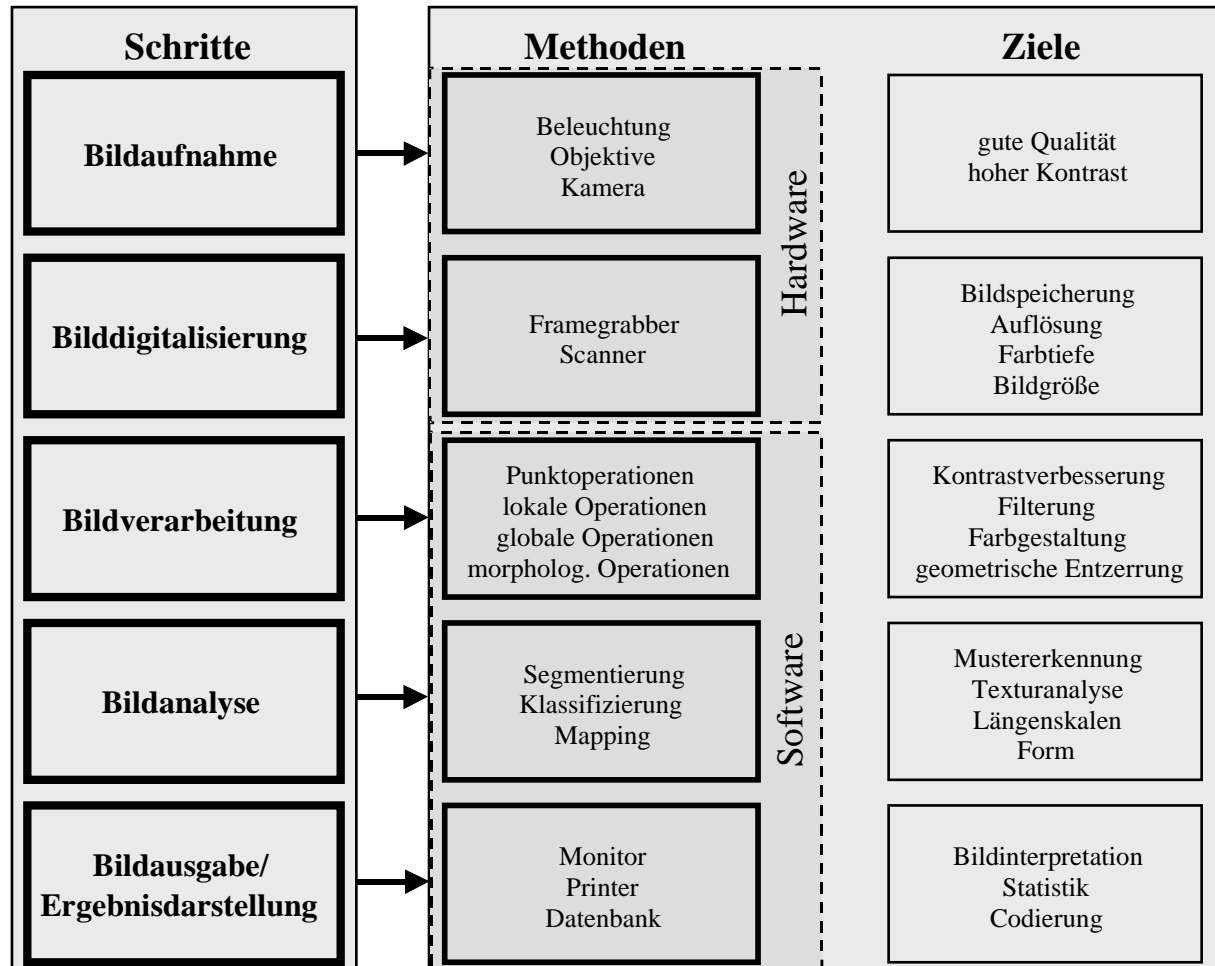 Schritte
Methoden
Ziele
Bildaufnahme
Beleuchtung
Objektive
Kamera
gute Qualität
hoher Kontrast
Hardware
Bilddigitalisierung
Framegrabber
Scanner
Bildspeicherung
Auflösung
Farbtiefe
Bildgröße
Bildverarbeitung
Punktoperationen
lokale Operationen
globale Operationen
morpholog. Operationen
Kontrastverbesserung
Filterung
Farbgestaltung
geometrische Entzerrung
Software
Bildanalyse
Segmentierung
Klassifizierung
Mapping
Mustererkennung
Texturanalyse
Längenskalen
Form
Bildausgabe/
Ergebnisdarstellung
Monitor
Printer
Datenbank
Bildinterpretation
Statistik
Codierung